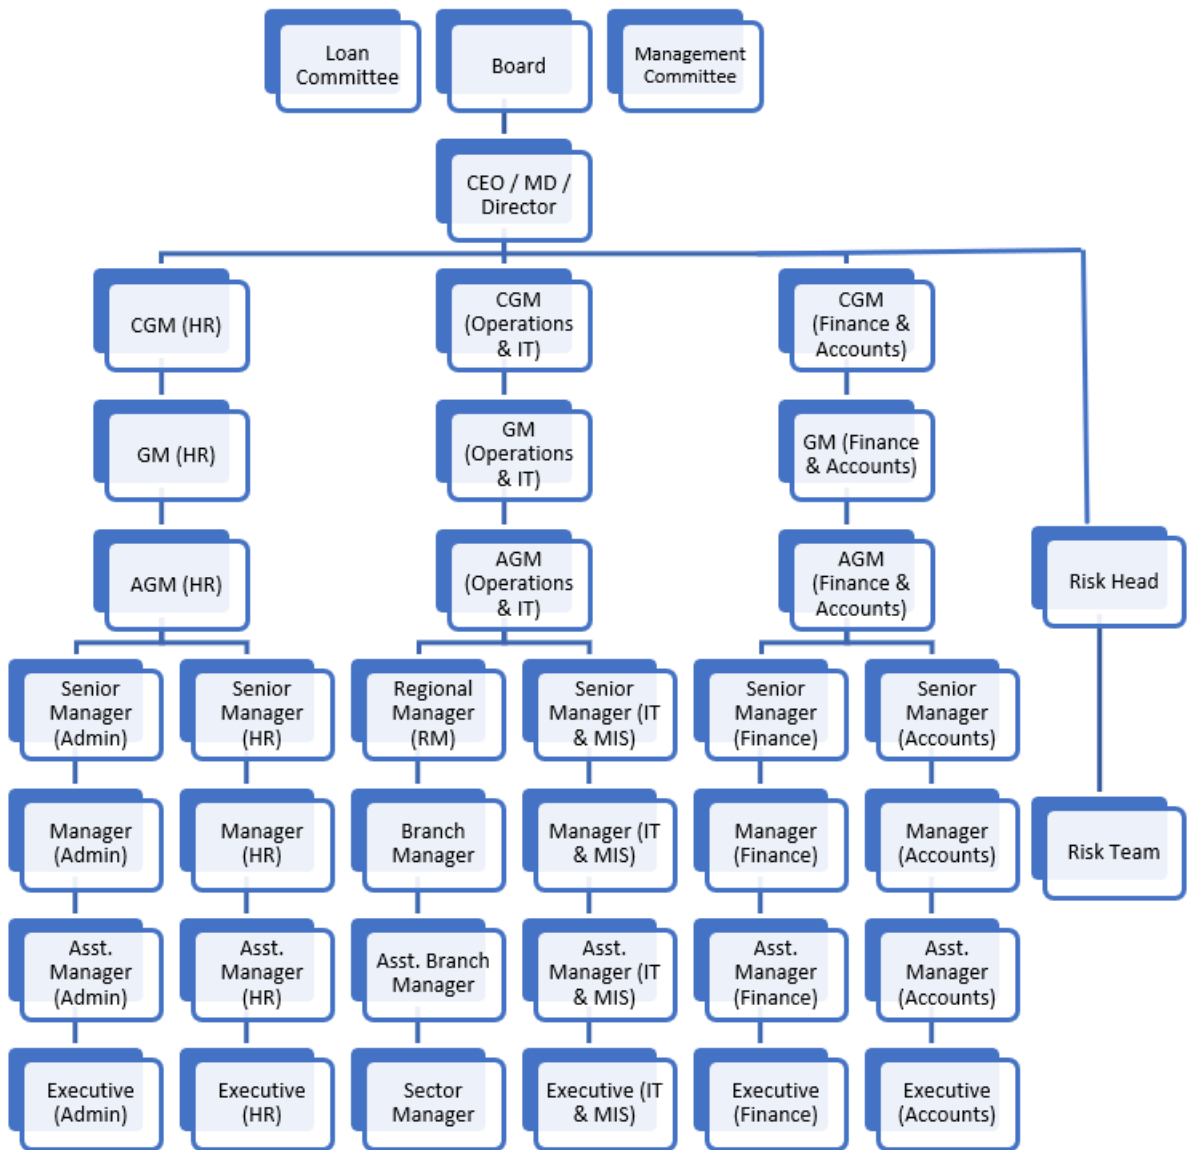 Loan
Committee
Board
Management
Committee
CEO / MD /
Director
CGM (HR)
CGM
(Operations
& IT)
CGM
(Finance &
Accounts)
GM (HR)
GM
(Operations
& IT)
GM (Finance
& Accounts)
AGM (HR)
AGM
(Operations
& IT)
AGM
(Finance &
Accounts)
Risk Head
Senior
Manager
(Admin)
Senior
Manager
(HR)
Regional
Manager
(RM)
Senior
Manager (IT
& MIS)
Senior
Manager
(Finance)
Senior
Manager
(Accounts)
Manager
(Admin)
Manager
(HR)
Branch
Manager
Manager (IT
& MIS)
Manager
(Finance)
Manager
(Accounts)
Risk Team
Asst.
Manager
(Admin)
Asst.
Manager
(HR)
Asst. Branch
Manager
Asst.
Manager (IT
& MIS)
Asst.
Manager
(Finance)
Asst.
Manager
(Accounts)
Executive
(Admin)
Executive
(HR)
Sector
Manager
Executive (IT
& MIS)
Executive
(Finance)
Executive
(Accounts)